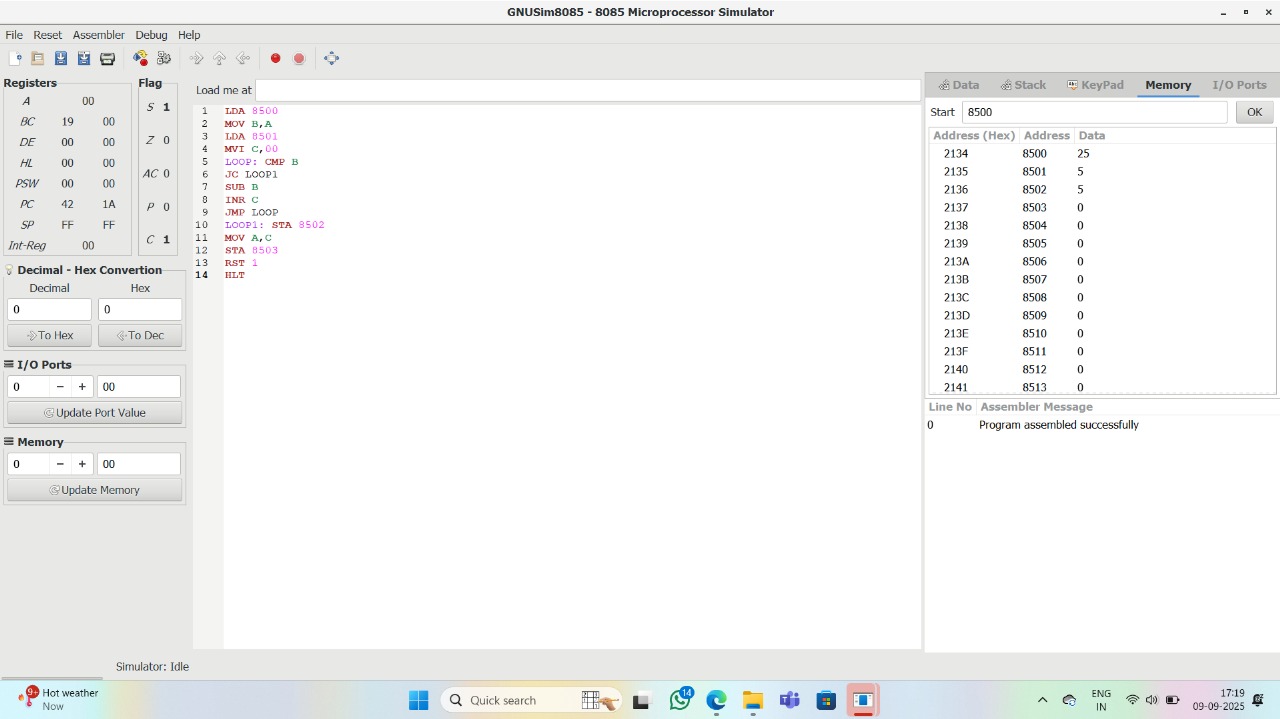 GNUSim8085 - 8085 Microprocessor Simulator
File Reset Assembler Debug Help
Registers
Flag
A 00
BC 19 00
DE 00 00
HL 00 00
PSW 00 00
PC 42 1A
SP FF FF
Int-Reg 00
S 1
Z 0
AC 0
P 0
C 1
Decimal - Hex Convertion
Decimal Hex
0 0
To Hex To Dec
I/O Ports
0 − + 00
Update Port Value
Memory
0 − + 00
Update Memory
Load me at
1 LDA 8500
2 MOV B,A
3 LDA 8501
4 MVI C,00
5 LOOP: CMP B
6 JC LOOP1
7 SUB B
8 INR C
9 JMP LOOP
10 LOOP1: STA 8502
11 MOV A,C
12 STA 8503
13 RST 1
14 HLT
Data Stack KeyPad Memory I/O Ports
Start 8500 OK
Address (Hex) Address Data
2134 8500 25
2135 8501 5
2136 8502 5
2137 8503 0
2138 8504 0
2139 8505 0
213A 8506 0
213B 8507 0
213C 8508 0
213D 8509 0
213E 8510 0
213F 8511 0
2140 8512 0
2141 8513 0
Line No Assembler Message
0 Program assembled successfully
Simulator: Idle
9+
Hot weather
Now
Quick search
14
ENG
IN
17:19
09-09-2025